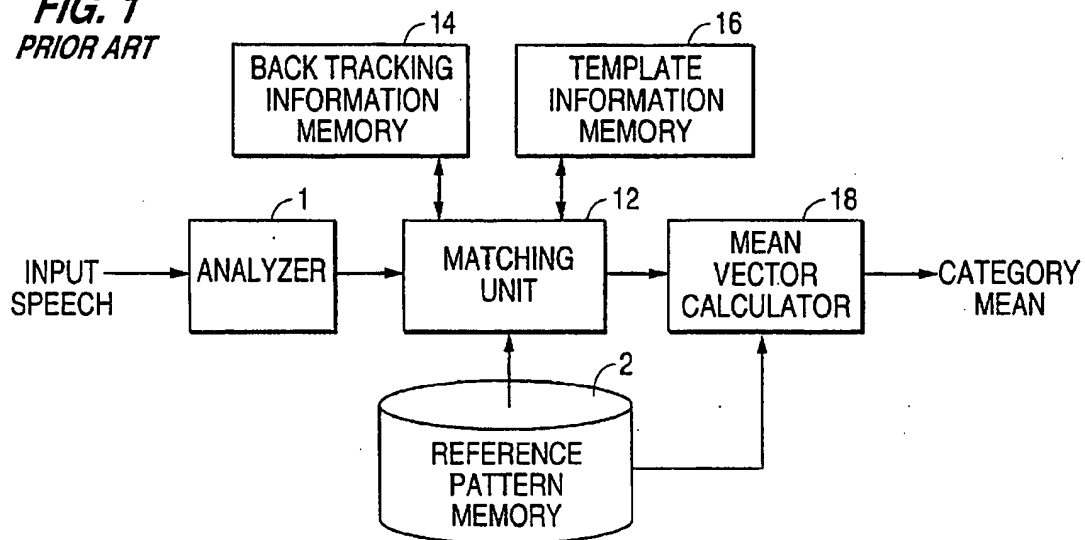 FIG. 1
PRIOR ART
14
BACK TRACKING
INFORMATION
MEMORY
16
TEMPLATE
INFORMATION
MEMORY
INPUT
SPEECH
1
ANALYZER
12
MATCHING
UNIT
18
MEAN
VECTOR
CALCULATOR
CATEGORY
MEAN
2
REFERENCE
PATTERN
MEMORY